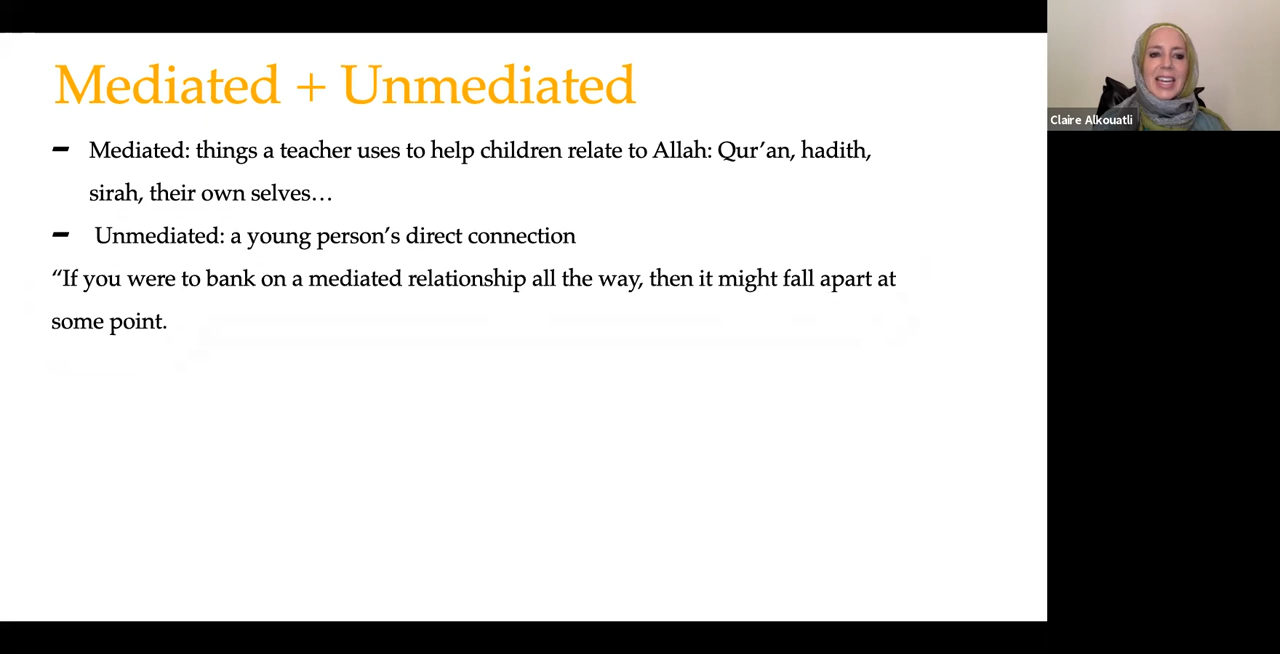 Mediated + Unmediated
– Mediated: things a teacher uses to help children relate to Allah: Qur’an, hadith,
sirah, their own selves…
– Unmediated: a young person’s direct connection
“If you were to bank on a mediated relationship all the way, then it might fall apart at
some point.
Claire Alkouatli